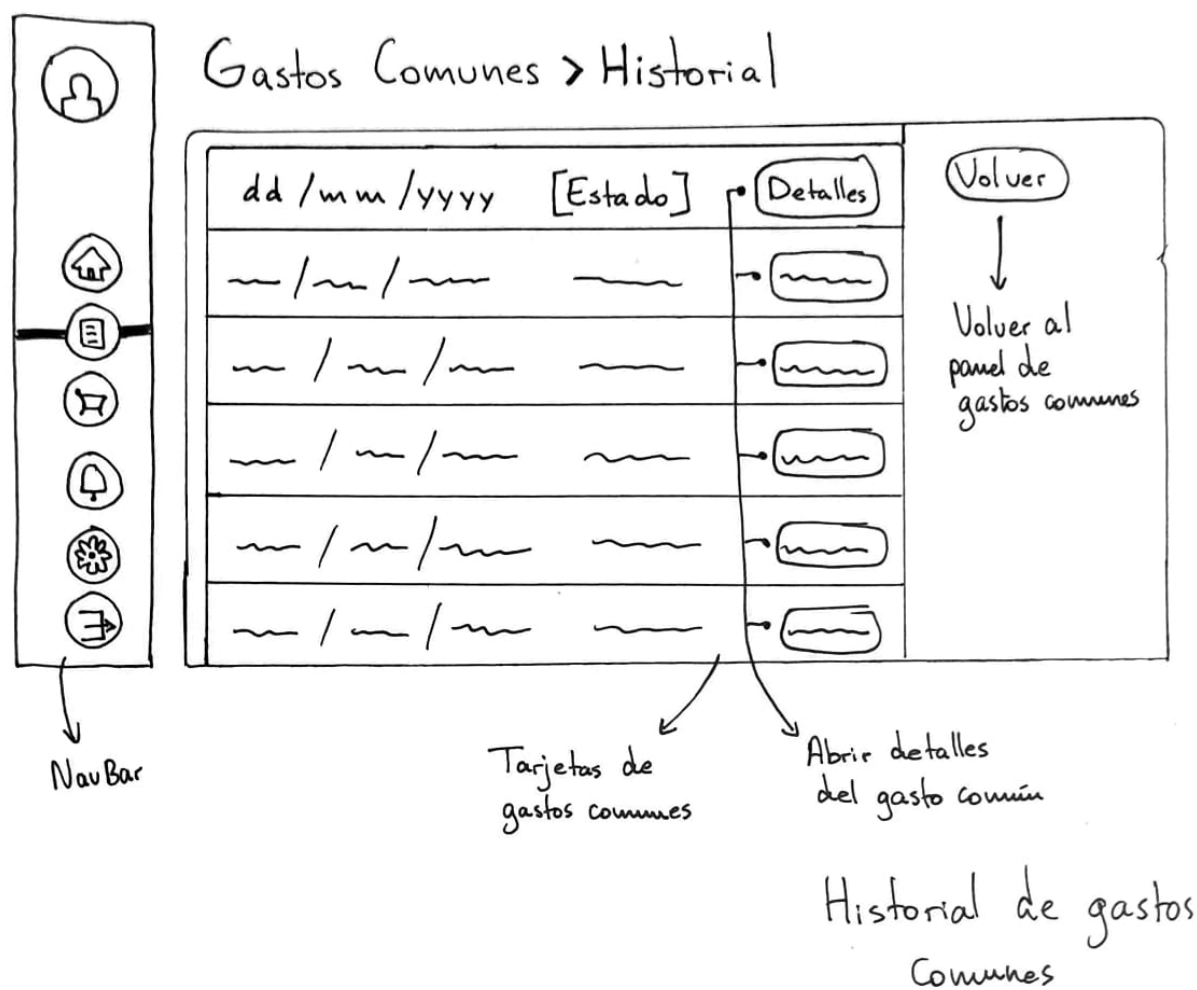 Gastos Comunes > Historial
dd/mm/yyyy [Estado] Detalles
Volver
Volver al
panel de
gastos comunes
NavBar
Tarjetas de
gastos comunes
Abrir detalles
del gasto común
Historial de gastos
Comunes